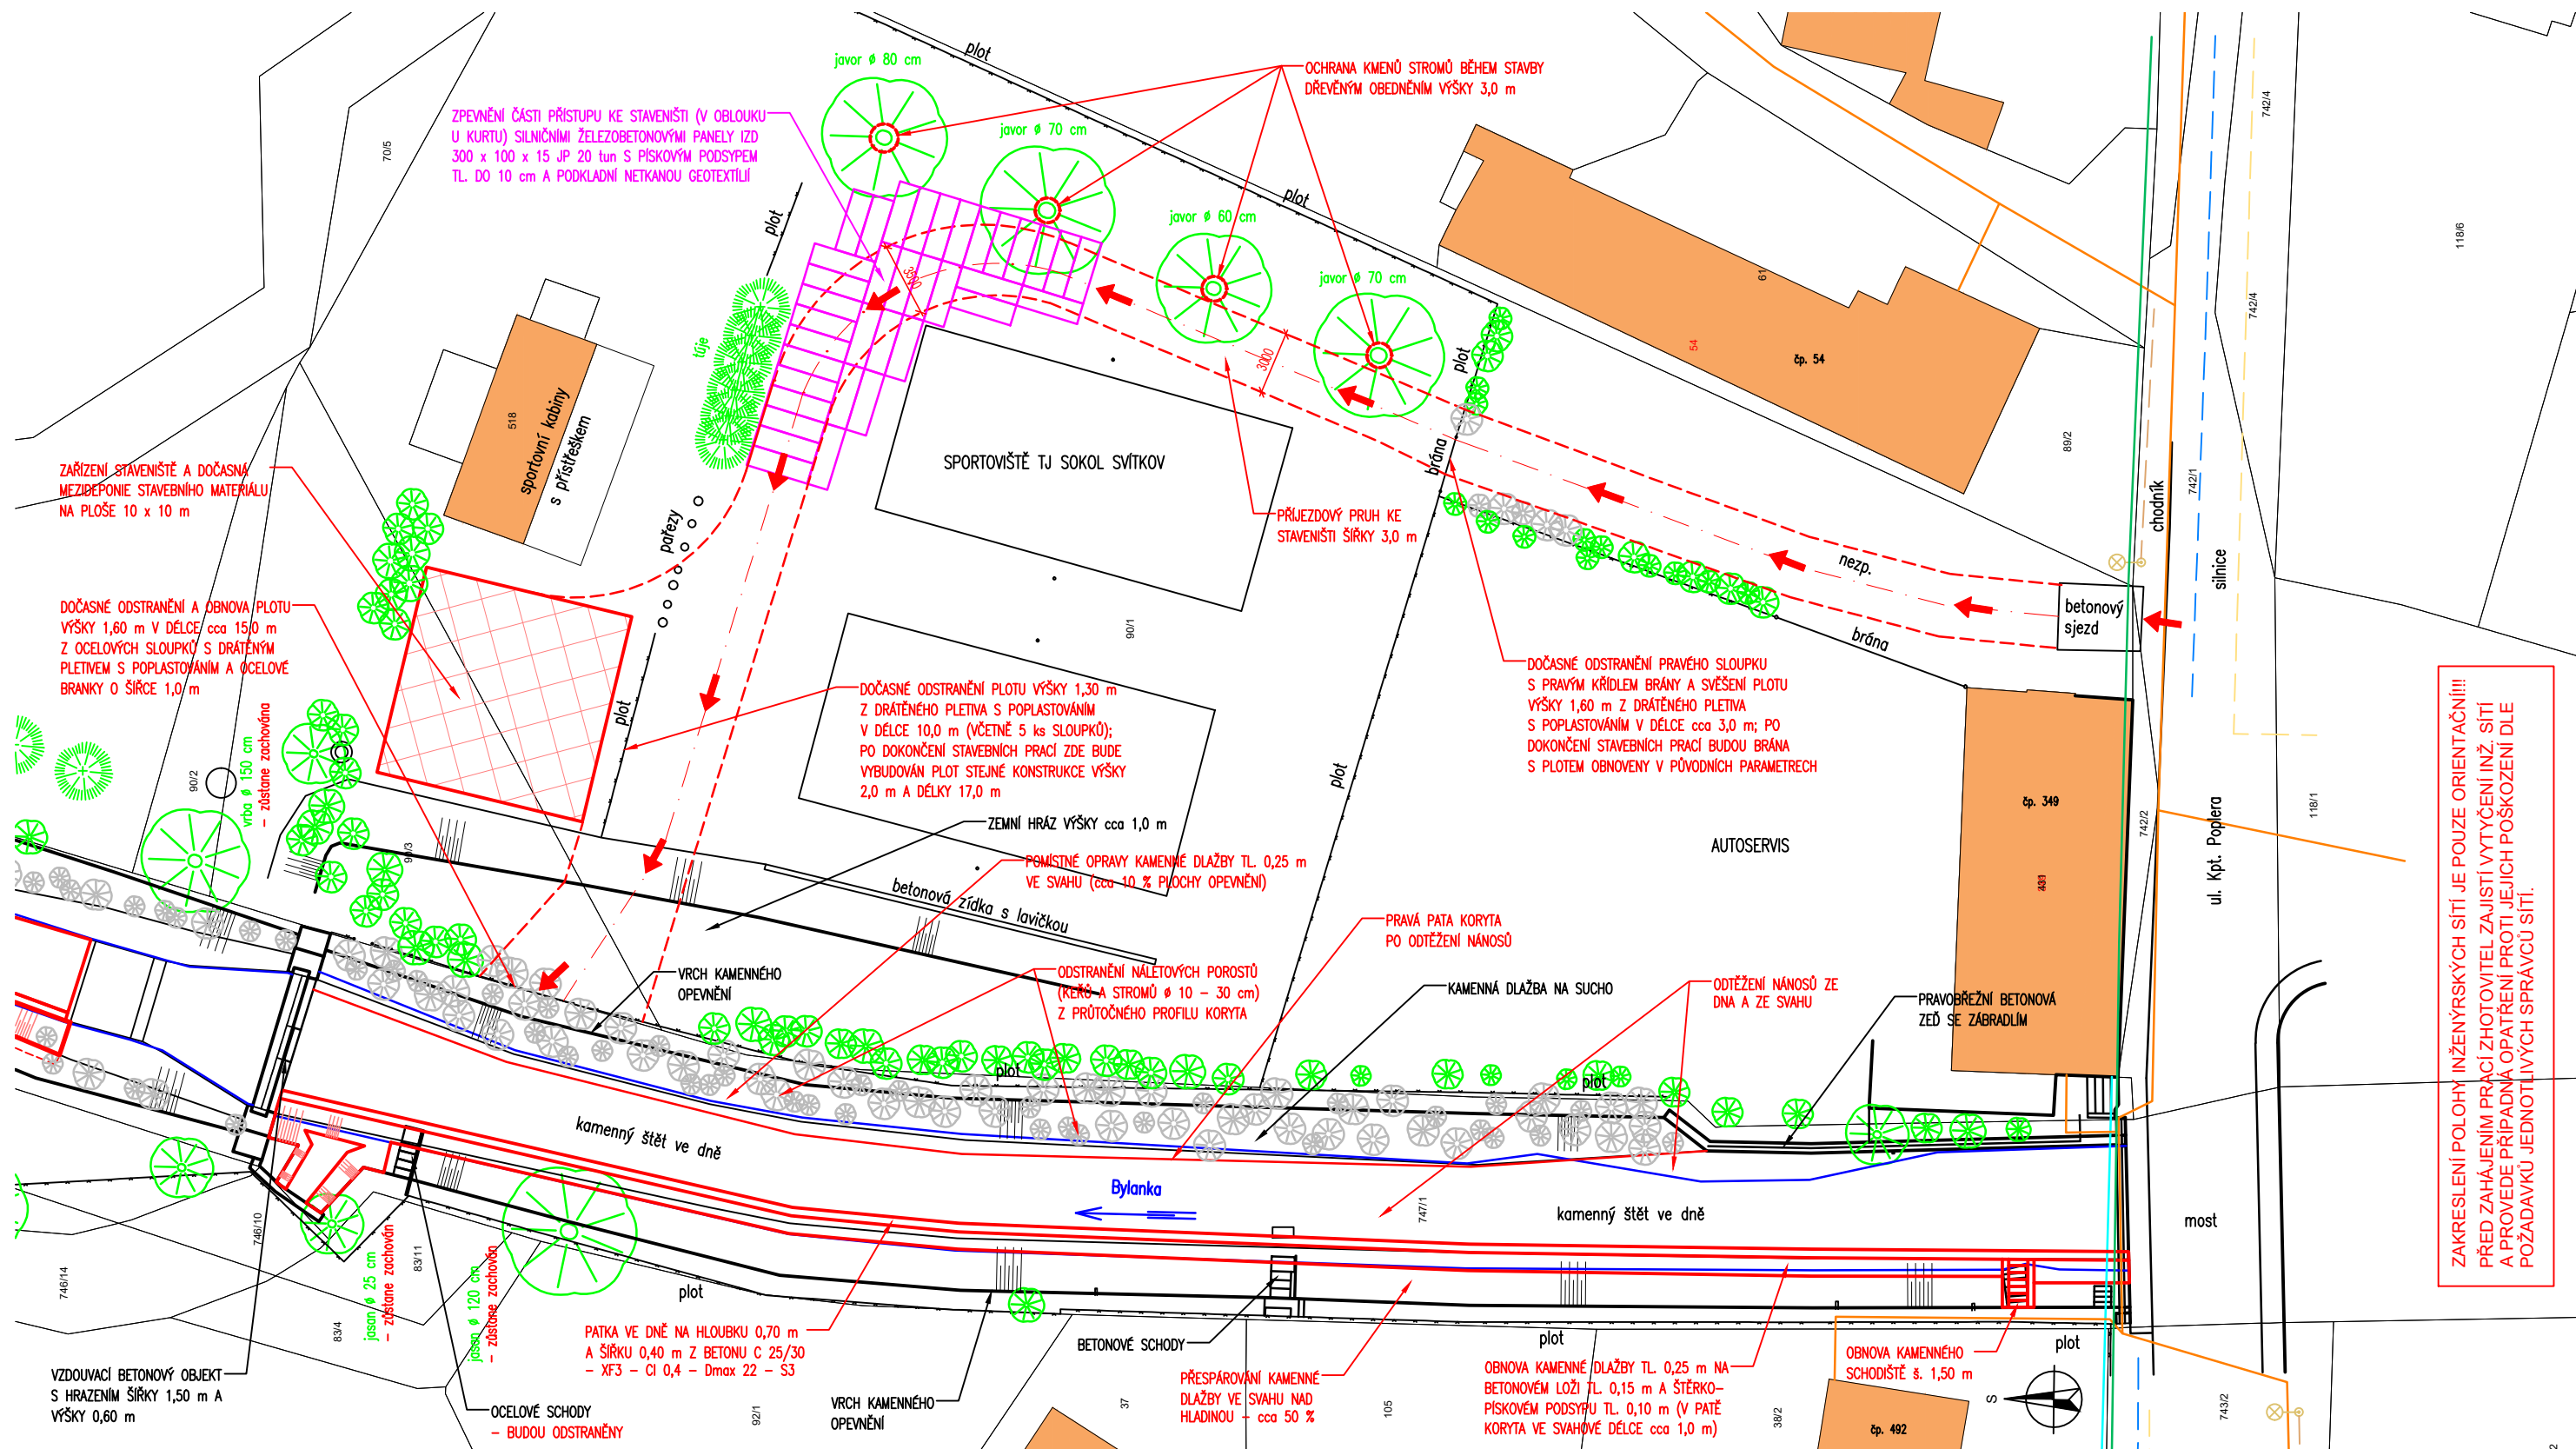 plot
javor ø 80 cm
OCHRANA KMENŮ STROMŮ BĚHEM STAVBY
DŘEVĚNÝM OBEDNĚNÍM VÝŠKY 3,0 m
ZPEVNĚNÍ ČÁSTI PŘÍSTUPU KE STAVENIŠTI (V OBLOUKU
U KURTU) SILNIČNÍMI ŽELEZOBETONOVÝMI PANELY IZD
300 x 100 x 15 JP 20 tun S PÍSKOVÝM PODSYPEM
TL. DO 10 cm A PODKLADNÍ NETKANOU GEOTEXTÍLIÍ
javor ø 70 cm
742/4
70/5
plot
plot
javor ø 60 cm
118/6
javor ø 70 cm
61
742/4
3800
túje
3000
54
čp. 54
plot
518
sportovní kabiny
s přístřeškem
brána
89/2
SPORTOVIŠTĚ TJ SOKOL SVÍTKOV
742/1
chodník
ZAŘÍZENÍ STAVENIŠTĚ A DOČASNÁ
MEZIDEPONIE STAVEBNÍHO MATERIÁLU
NA PLOŠE 10 x 10 m
pařezy
PŘÍJEZDOVÝ PRUH KE
STAVENIŠTI ŠÍŘKY 3,0 m
nezp.
silnice
DOČASNÉ ODSTRANĚNÍ A OBNOVA PLOTU
VÝŠKY 1,60 m V DÉLCE cca 15,0 m
Z OCELOVÝCH SLOUPKŮ S DRÁTĚNÝM
PLETIVEM S POPLASTOVÁNÍM A OCELOVÉ
BRANKY O ŠÍŘCE 1,0 m
betonový
sjezd
90/1
brána
DOČASNÉ ODSTRANĚNÍ PRAVÉHO SLOUPKU
S PRAVÝM KŘÍDLEM BRÁNY A SVĚŠENÍ PLOTU
VÝŠKY 1,60 m Z DRÁTĚNÉHO PLETIVA
S POPLASTOVÁNÍM V DÉLCE cca 3,0 m; PO
DOKONČENÍ STAVEBNÍCH PRACÍ BUDOU BRÁNA
S PLOTEM OBNOVENY V PŮVODNÍCH PARAMETRECH
DOČASNÉ ODSTRANĚNÍ PLOTU VÝŠKY 1,30 m
Z DRÁTĚNÉHO PLETIVA S POPLASTOVÁNÍM
V DÉLCE 10,0 m (VČETNĚ 5 ks SLOUPKŮ);
PO DOKONČENÍ STAVEBNÍCH PRACÍ ZDE BUDE
VYBUDOVÁN PLOT STEJNÉ KONSTRUKCE VÝŠKY
2,0 m A DÉLKY 17,0 m
plot
plot
90/2
vrba ø 150 cm
- zůstane zachována
čp. 349
742/2
ul. Kpt. Poplera
118/1
ZEMNÍ HRÁZ VÝŠKY cca 1,0 m
90/3
AUTOSERVIS
POMÍSTNÉ OPRAVY KAMENNÉ DLAŽBY TL. 0,25 m
VE SVAHU (cca 10 % PLOCHY OPEVNĚNÍ)
betonová zídka s lavičkou
PRAVÁ PATA KORYTA
PO ODTĚŽENÍ NÁNOSŮ
VRCH KAMENNÉHO
OPEVNĚNÍ
ODSTRANĚNÍ NÁLETOVÝCH POROSTŮ
(KEŘŮ A STROMŮ ø 10 - 30 cm)
Z PRŮTOČNÉHO PROFILU KORYTA
KAMENNÁ DLAŽBA NA SUCHO
ODTĚŽENÍ NÁNOSŮ ZE
DNA A ZE SVAHU
PRAVOBŘEŽNÍ BETONOVÁ
ZEĎ SE ZÁBRADLÍM
plot
plot
kamenný štět ve dně
Bylanka
747/1
kamenný štět ve dně
most
746/10
746/14
83/11
83/4
jasan ø 25 cm
- zůstane zachován
jasan ø 120 cm
- zůstane zachován
plot
PATKA VE DNĚ NA HLOUBKU 0,70 m
A ŠÍŘKU 0,40 m Z BETONU C 25/30
- XF3 - Cl 0,4 - Dmax 22 - S3
BETONOVÉ SCHODY
plot
plot
OBNOVA KAMENNÉHO
SCHODIŠTĚ š. 1,50 m
PŘESPÁROVÁNÍ KAMENNÉ
DLAŽBY VE SVAHU NAD
HLADINOU - cca 50 %
OBNOVA KAMENNÉ DLAŽBY TL. 0,25 m NA
BETONOVÉM LOŽI TL. 0,15 m A ŠTĚRKO-
PÍSKOVÉM PODSYPU TL. 0,10 m (V PATĚ
KORYTA VE SVAHOVÉ DÉLCE cca 1,0 m)
VZDOUVACÍ BETONOVÝ OBJEKT
S HRAZENÍM ŠÍŘKY 1,50 m A
VÝŠKY 0,60 m
OCELOVÉ SCHODY
- BUDOU ODSTRANĚNY
VRCH KAMENNÉHO
OPEVNĚNÍ
92/1
37
105
38/2
čp. 492
S
743/2
ZAKRESLENÍ POLOHY INŽENÝRSKÝCH SÍTÍ JE POUZE ORIENTAČNÍ!!!
PŘED ZAHÁJENÍM PRACÍ ZHOTOVITEL ZAJISTÍ VYTYČENÍ INŽ. SÍTÍ
A PROVEDE PŘÍPADNÁ OPATŘENÍ PROTI JEJICH POŠKOZENÍ DLE
POŽADAVKŮ JEDNOTLIVÝCH SPRÁVCŮ SÍTÍ.